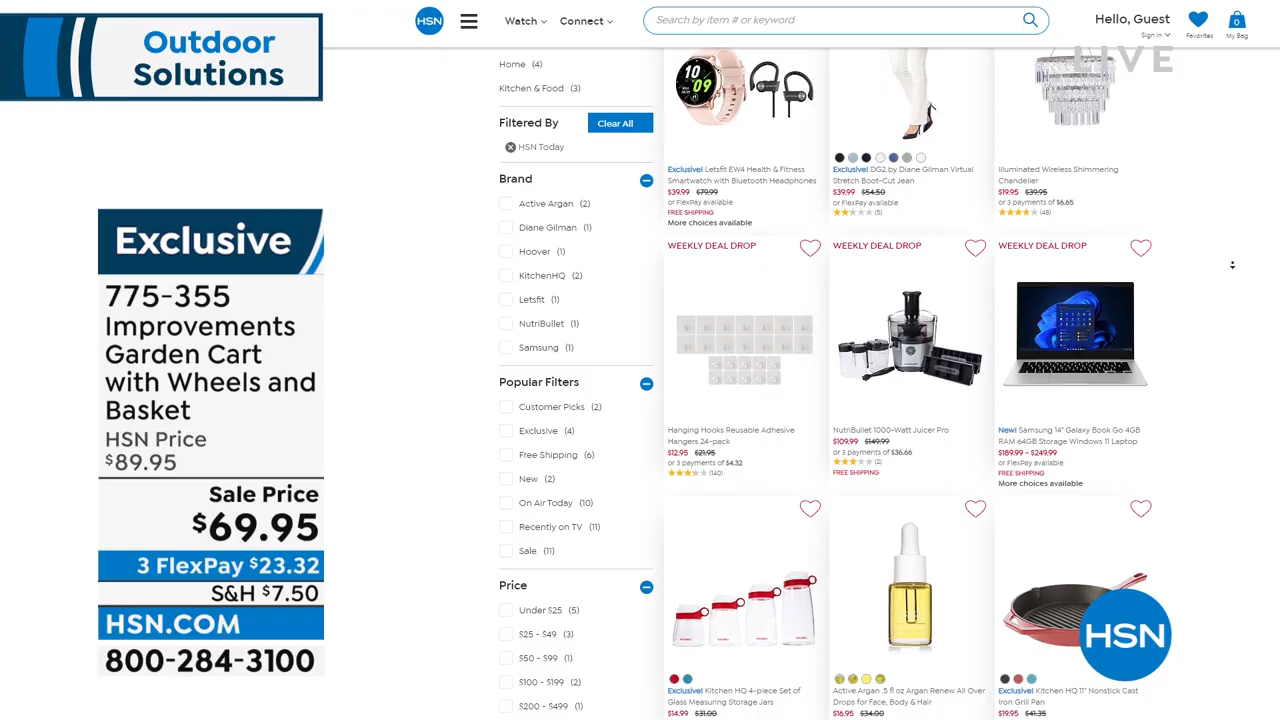 Outdoor
Solutions
Exclusive
775-355
Improvements
Garden Cart
with Wheels and
Basket
HSN Price
$89.95
Sale Price
$69.95
3 FlexPay $23.32
S&H $7.50
HSN.COM
800-284-3100
HSN
Watch
Connect
Search by item # or keyword
Hello, Guest
Sign in
Favorites
0
My Bag
LIVE
Home (4)
Kitchen & Food (3)
Filtered By
Clear All
HSN Today
Brand
Active Argan (2)
Diane Gilman (1)
Hoover (1)
KitchenHQ (2)
Letsfit (1)
NutriBullet (1)
Samsung (1)
Popular Filters
Customer Picks (2)
Exclusive (4)
Free Shipping (6)
New (2)
On Air Today (10)
Recently on TV (11)
Sale (11)
Price
Under $25 (5)
$25 - $49 (3)
$50 - $99 (1)
$100 - $199 (2)
$200 - $499 (1)
10
09
Exclusive! Letsfit EW4 Health & Fitness
Smartwatch with Bluetooth Headphones
$39.99 $79.99
or FlexPay available
FREE SHIPPING
More choices available
Exclusive! DG2 by Diane Gilman Virtual
Stretch Boot-Cut Jean
$39.99 $54.50
or FlexPay available
(5)
Illuminated Wireless Shimmering
Chandelier
$19.95 $39.95
or 3 payments of $6.65
(48)
WEEKLY DEAL DROP
Hanging Hooks Reusable Adhesive
Hangers 24-pack
$12.95 $21.95
or 3 payments of $4.32
(140)
WEEKLY DEAL DROP
NutriBullet 1000-Watt Juicer Pro
$109.99 $149.99
or 3 payments of $36.66
(2)
FREE SHIPPING
WEEKLY DEAL DROP
New! Samsung 14" Galaxy Book Go 4GB
RAM 64GB Storage Windows 11 Laptop
$189.99 - $249.99
or FlexPay available
FREE SHIPPING
More choices available
Exclusive! Kitchen HQ 4-piece Set of
Glass Measuring Storage Jars
$14.99 $31.00
Active Argan .5 fl oz Argan Renew All Over
Drops for Face, Body & Hair
$16.95 $34.00
Exclusive! Kitchen HQ 11" Nonstick Cast
Iron Grill Pan
$19.95 $41.35
HSN